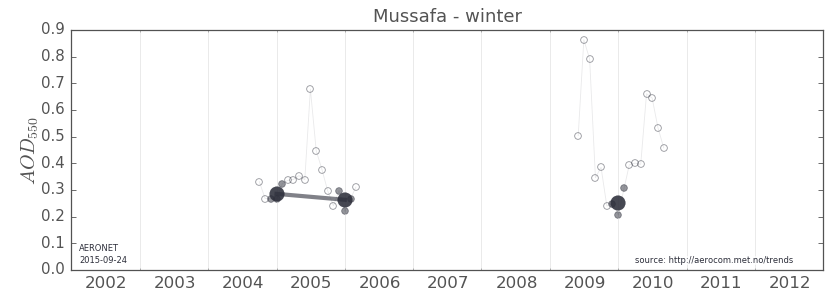 Mussafa - winter
0.9
0.8
0.7
0.6
0.5
0.4
0.3
0.2
0.1
0.0
AOD550
AERONET
2015-09-24
source: http://aerocom.met.no/trends
2002 2003 2004 2005 2006 2007 2008 2009 2010 2011 2012